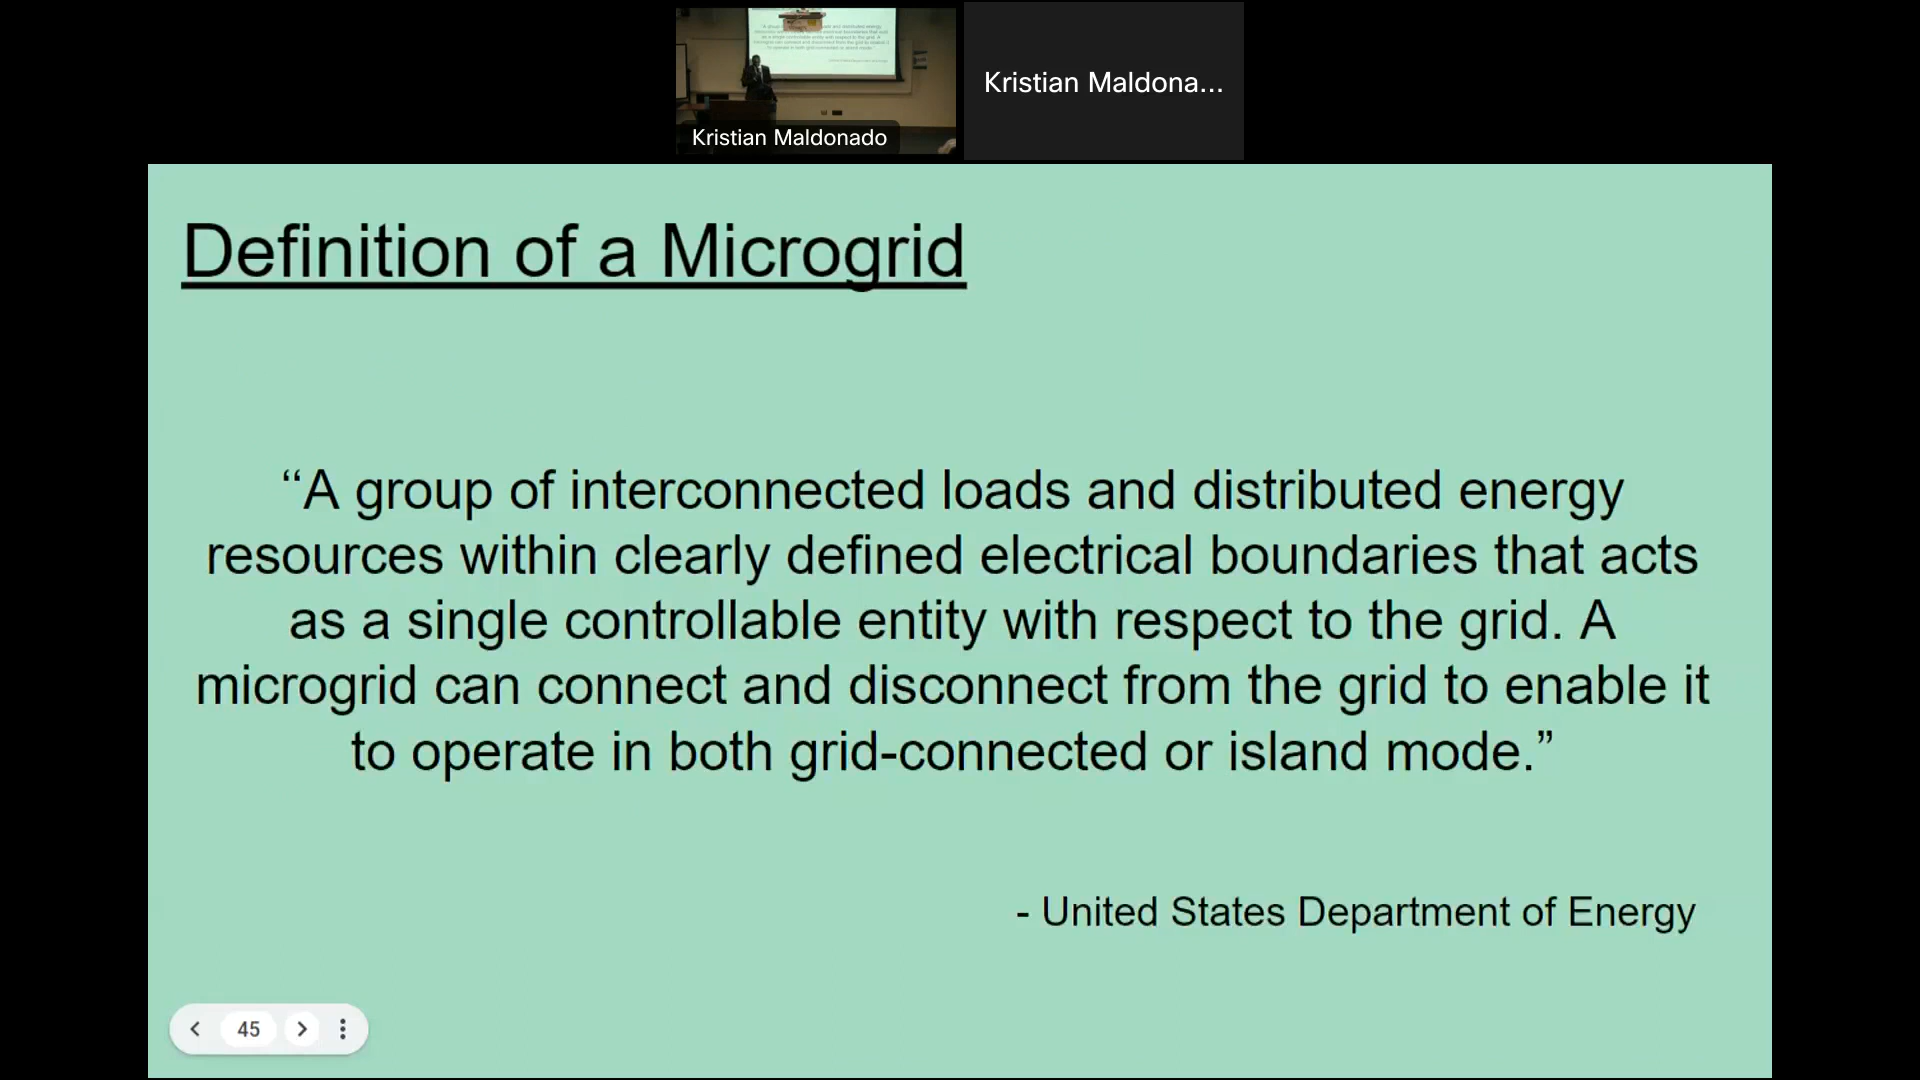 Kristian Maldonado
Kristian Maldona...
Definition of a Microgrid
“A group of interconnected loads and distributed energy
resources within clearly defined electrical boundaries that acts
as a single controllable entity with respect to the grid. A
microgrid can connect and disconnect from the grid to enable it
to operate in both grid-connected or island mode.”
- United States Department of Energy
45